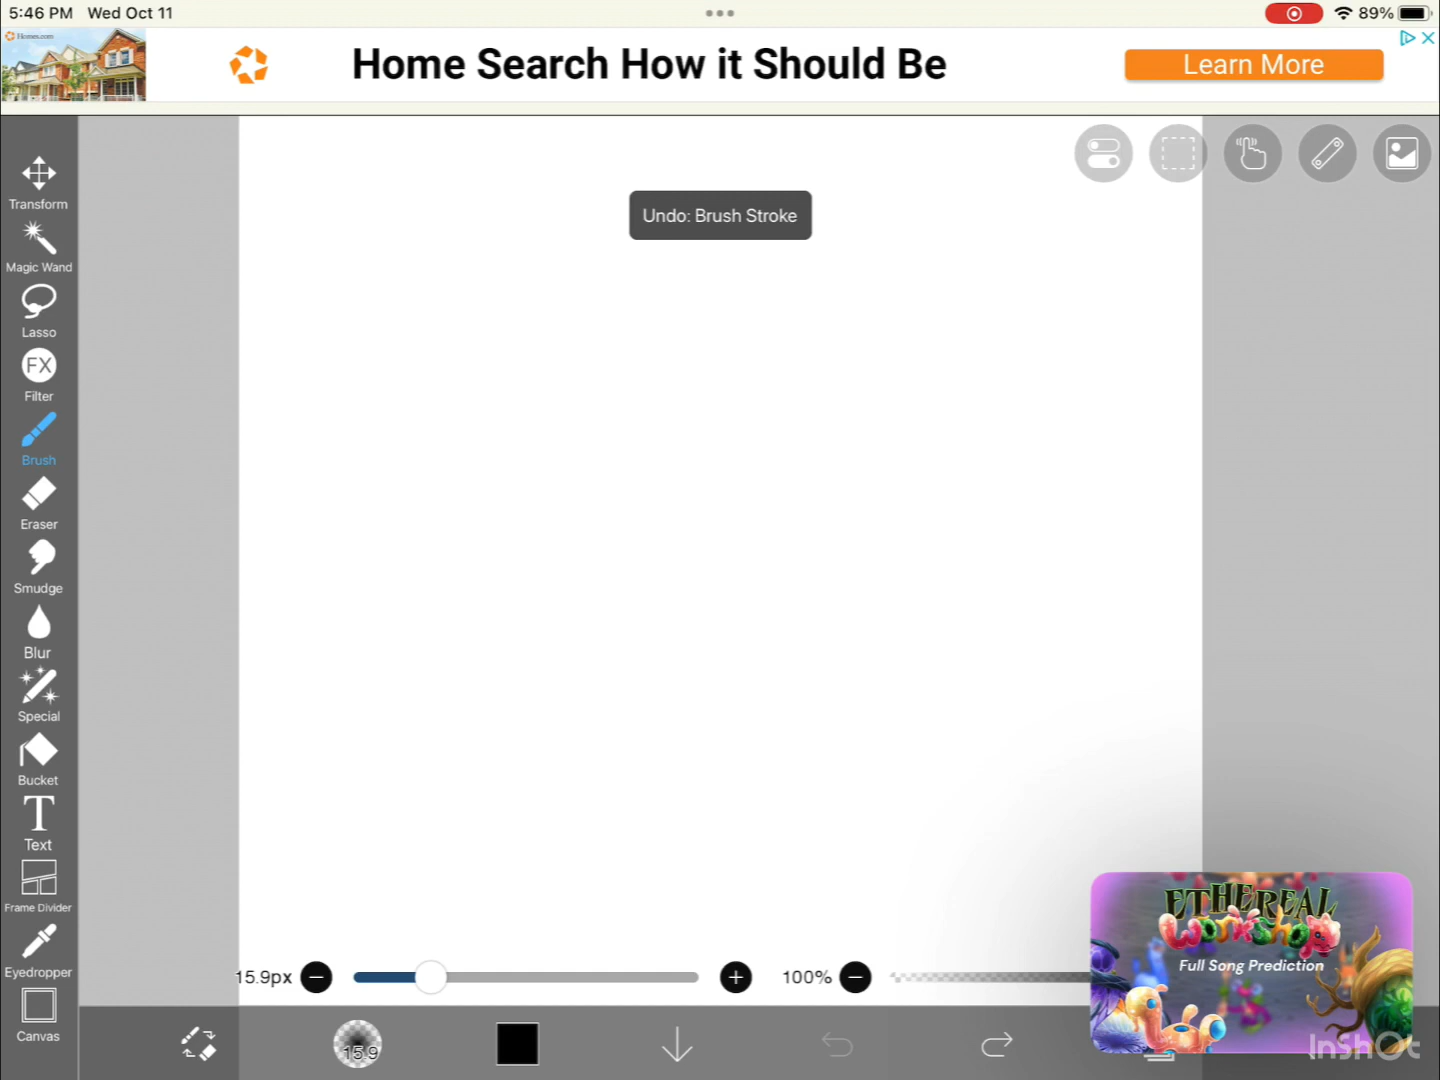 5:46 PM Wed Oct 11
89%
Homes.com
Home Search How it Should Be
Learn More
Transform
Magic Wand
Lasso
FX
Filter
Brush
Eraser
Smudge
Blur
Special
Bucket
T
Text
Frame Divider
Eyedropper
Canvas
Undo: Brush Stroke
15.9px
100%
15.9
ETHEREAL
Workshop
Full Song Prediction
InShOt